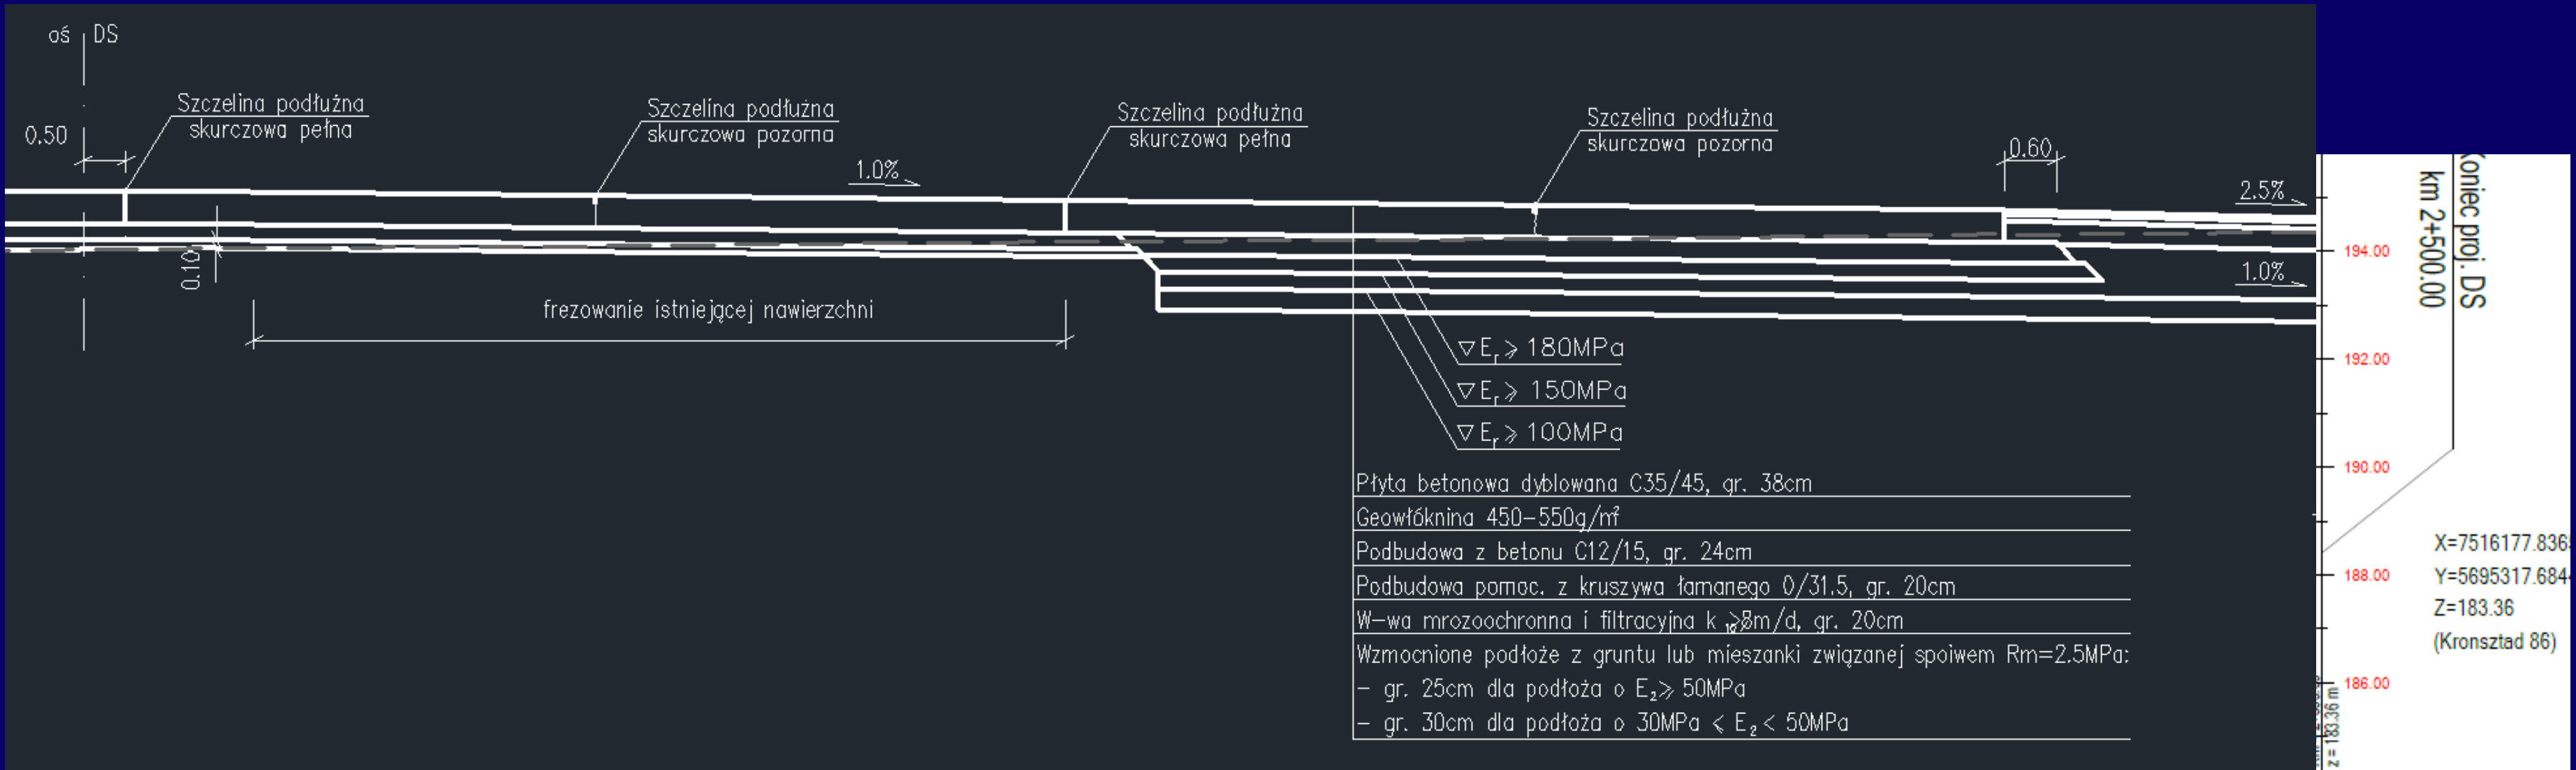 oś DS
Szczelina podłużna
skurczowa pełna
0.50
Szczelina podłużna
skurczowa pozorna
1.0%
Szczelina podłużna
skurczowa pełna
Szczelina podłużna
skurczowa pozorna
0.60
2.5%
1.0%
0.10
frezowanie istniejącej nawierzchni
▽E_r ≥ 180MPa
▽E_r ≥ 150MPa
▽E_r ≥ 100MPa
Płyta betonowa dyblowana C35/45, gr. 38cm
Geowłóknina 450–550g/m²
Podbudowa z betonu C12/15, gr. 24cm
Podbudowa pomoc. z kruszywa łamanego 0/31.5, gr. 20cm
W–wa mrozoochronna i filtracyjna k₁₀≥8m/d, gr. 20cm
Wzmocnione podłoże z gruntu lub mieszanki związanej spoiwem Rm=2.5MPa:
– gr. 25cm dla podłoża o E₂≥ 50MPa
– gr. 30cm dla podłoża o 30MPa ≤ E₂< 50MPa
194.00
192.00
190.00
188.00
186.00
Koniec proj. DS
km 2+500.00
X=7516177.836
Y=5695317.684
Z=183.36
(Kronsztad 86)
z = 183.36 m